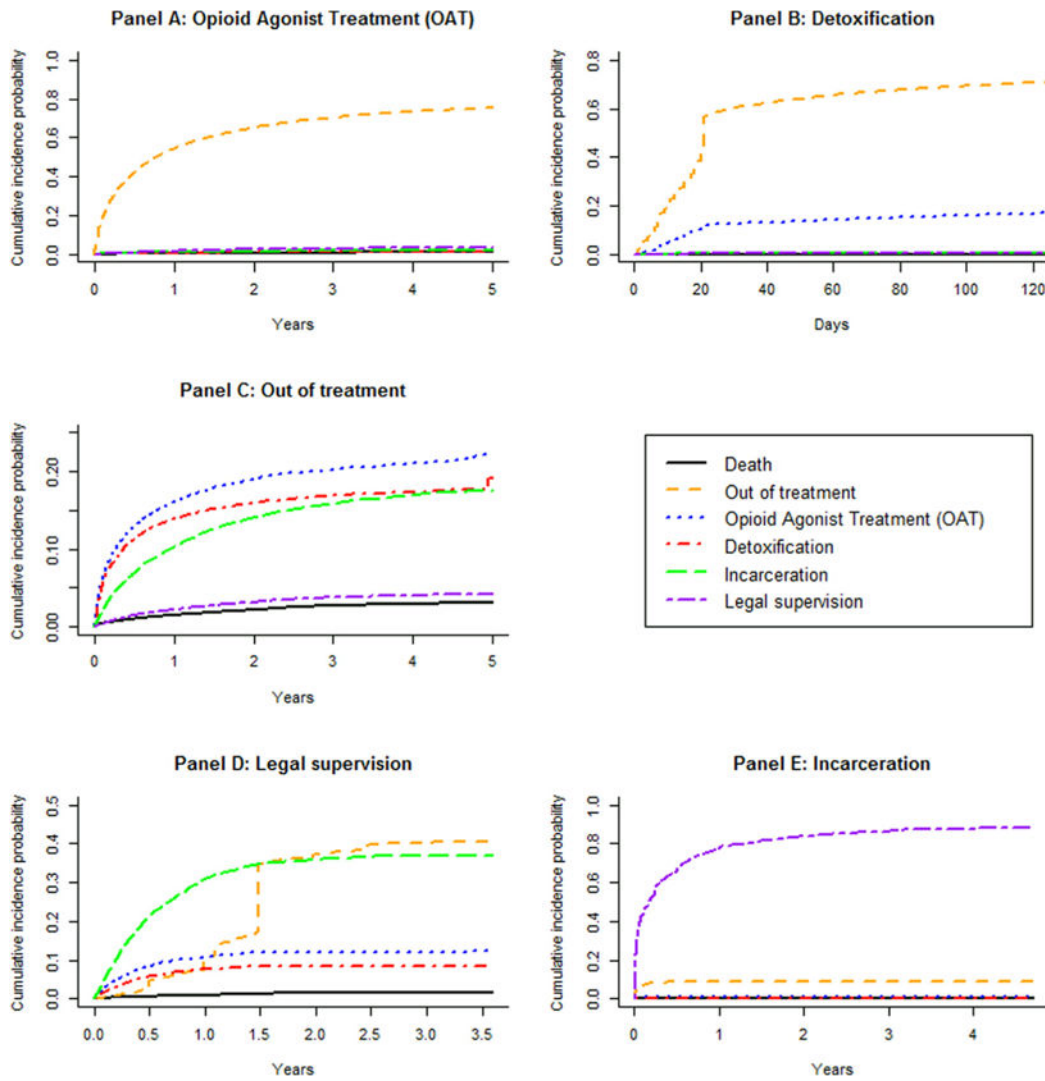 Panel A: Opioid Agonist Treatment (OAT)
Cumulative incidence probability
0.0 0.2 0.4 0.6 0.8 1.0
0 1 2 3 4 5
Years
Panel B: Detoxification
Cumulative incidence probability
0.0 0.2 0.4 0.6 0.8
0 20 40 60 80 100 120
Days
Panel C: Out of treatment
Cumulative incidence probability
0.00 0.10 0.20
0 1 2 3 4 5
Years
Death
Out of treatment
Opioid Agonist Treatment (OAT)
Detoxification
Incarceration
Legal supervision
Panel D: Legal supervision
Cumulative incidence probability
0.0 0.1 0.2 0.3 0.4 0.5
0.0 0.5 1.0 1.5 2.0 2.5 3.0 3.5
Years
Panel E: Incarceration
Cumulative incidence probability
0.0 0.2 0.4 0.6 0.8 1.0
0 1 2 3 4
Years